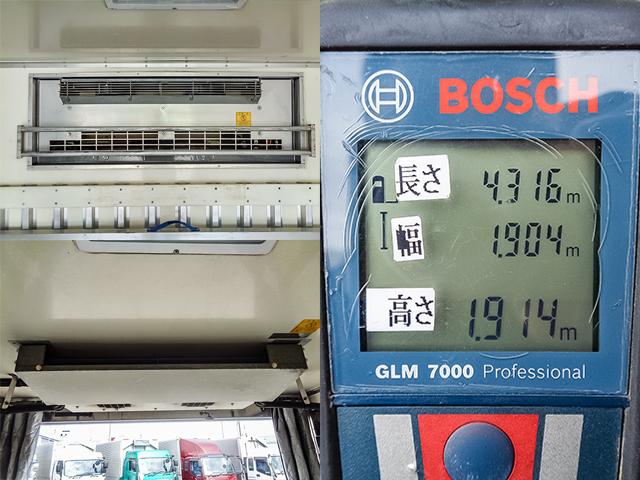 BOSCH
長さ 4.316m
幅 1.904m
高さ 1.914m
GLM 7000 Professional